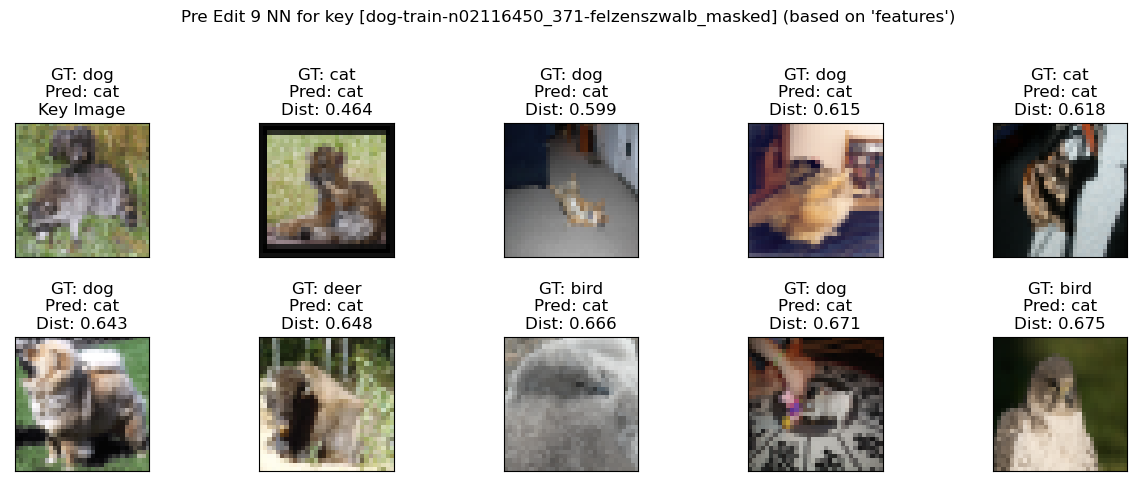 Pre Edit 9 NN for key [dog-train-n02116450_371-felzenszwalb_masked] (based on 'features')
GT: dog
Pred: cat
Key Image
GT: cat
Pred: cat
Dist: 0.464
GT: dog
Pred: cat
Dist: 0.599
GT: dog
Pred: cat
Dist: 0.615
GT: cat
Pred: cat
Dist: 0.618
GT: dog
Pred: cat
Dist: 0.643
GT: deer
Pred: cat
Dist: 0.648
GT: bird
Pred: cat
Dist: 0.666
GT: dog
Pred: cat
Dist: 0.671
GT: bird
Pred: cat
Dist: 0.675